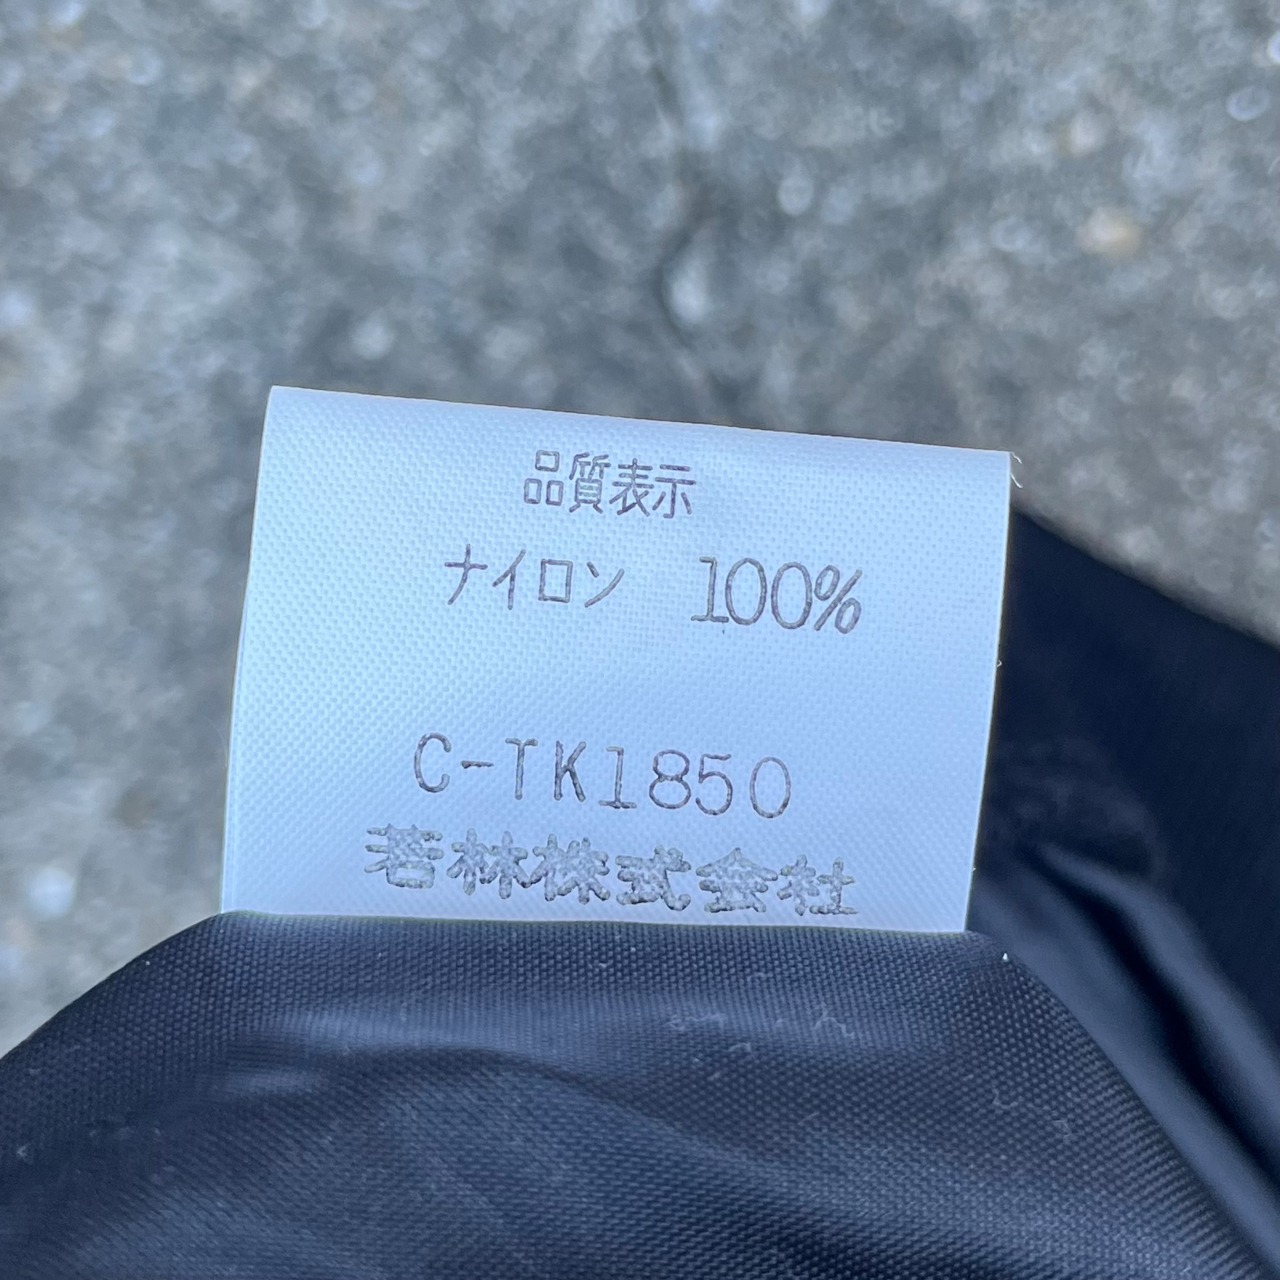 品質表示
ナイロン 100%
C-TK1850
若林株式会社